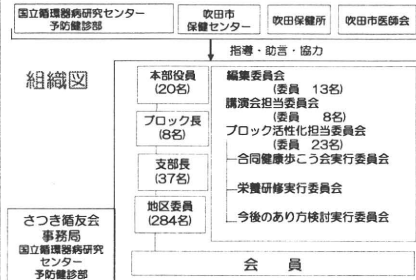 国立循環器病研究センター
予防健診部
吹田市
保健センター
吹田保健所
吹田市医師会
指導・助言・協力
組織図
本部役員
(20名)
ブロック長
(8名)
支部長
(37名)
地区委員
(284名)
編集委員会
(委員 13名)
講演会担当委員会
(委員 8名)
ブロック活性化担当委員会
(委員 23名)
合同健康歩こう会実行委員会
栄養研修実行委員会
今後のあり方検討実行委員会
さつき循友会
事務局
国立循環器病研究
センター
予防健診部
会員